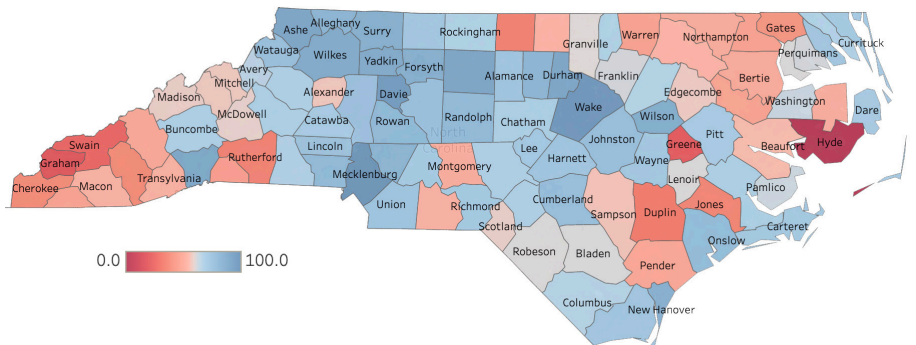 Ashe
Alleghany
Surry
Rockingham
Warren
Northampton
Gates
Currituck
Granville
Perquimans
Watauga
Wilkes
Yadkin
Forsyth
Avery
Alamance
Durham
Franklin
Bertie
Mitchell
Alexander
Davie
Edgecombe
Madison
Wake
Washington
Dare
McDowell
Catawba
Rowan
Randolph
Chatham
Wilson
Buncombe
North
Carolina
Johnston
Pitt
Swain
Lincoln
Lee
Greene
Beaufort
Hyde
Graham
Rutherford
Harnett
Wayne
Macon
Transylvania
Mecklenburg
Montgomery
Lenoir
Cherokee
Pamlico
Union
Richmond
Cumberland
Sampson
Duplin
Jones
Scotland
Carteret
Onslow
Robeson
Bladen
0.0
100.0
Pender
Columbus
New Hanover